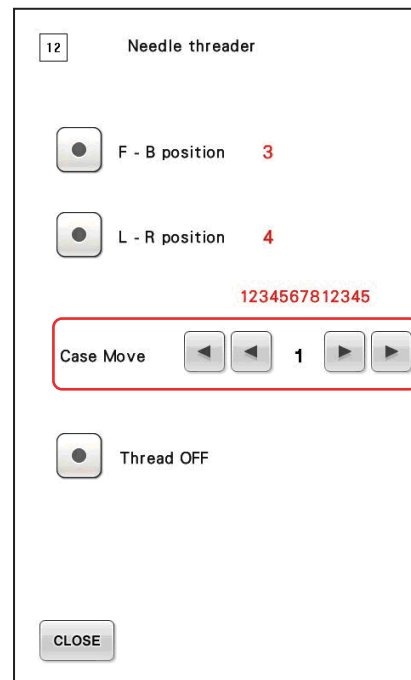 12 Needle threader
F - B position 3
L - R position 4
1234567812345
Case Move 1
Thread OFF
CLOSE